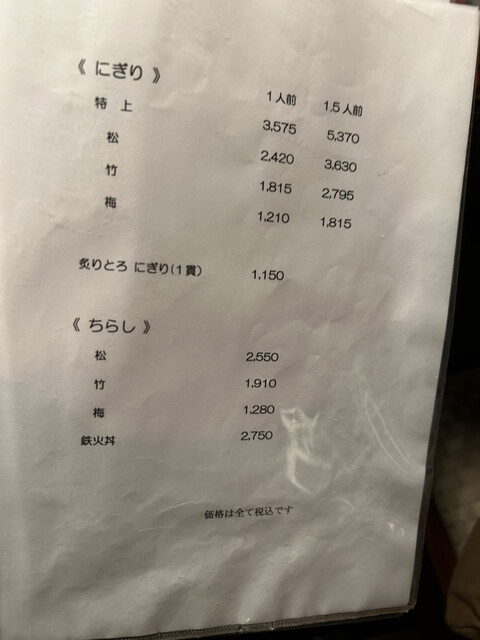 《 にぎり 》
1人前 1.5人前
特 上 3,575 5,370
松 2,420 3,630
竹 1,815 2,795
梅 1,210 1,815
炙りとろ にぎり(1貫) 1,150
《 ちらし 》
松 2,550
竹 1,910
梅 1,280
鉄火丼 2,750
価格は全て税込です